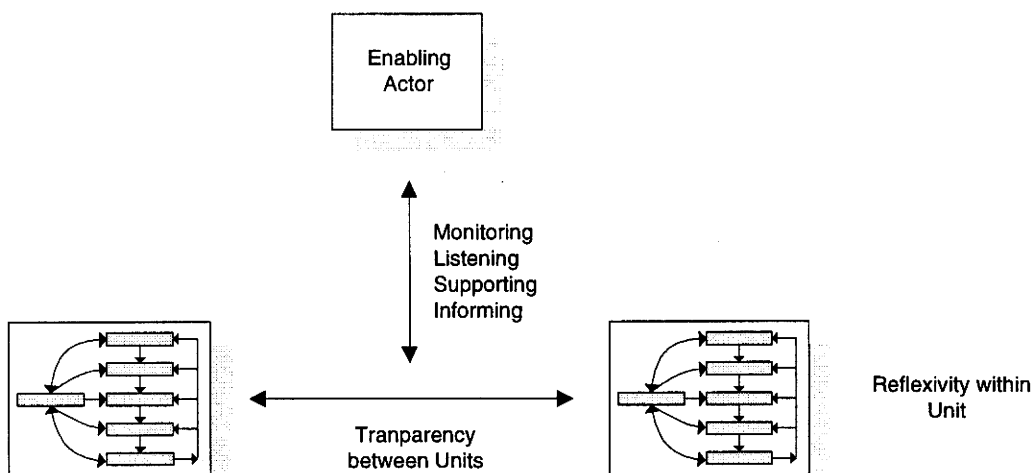 Enabling
Actor
Monitoring
Listening
Supporting
Informing
Reflexivity within
Unit
Tranparency
between Units